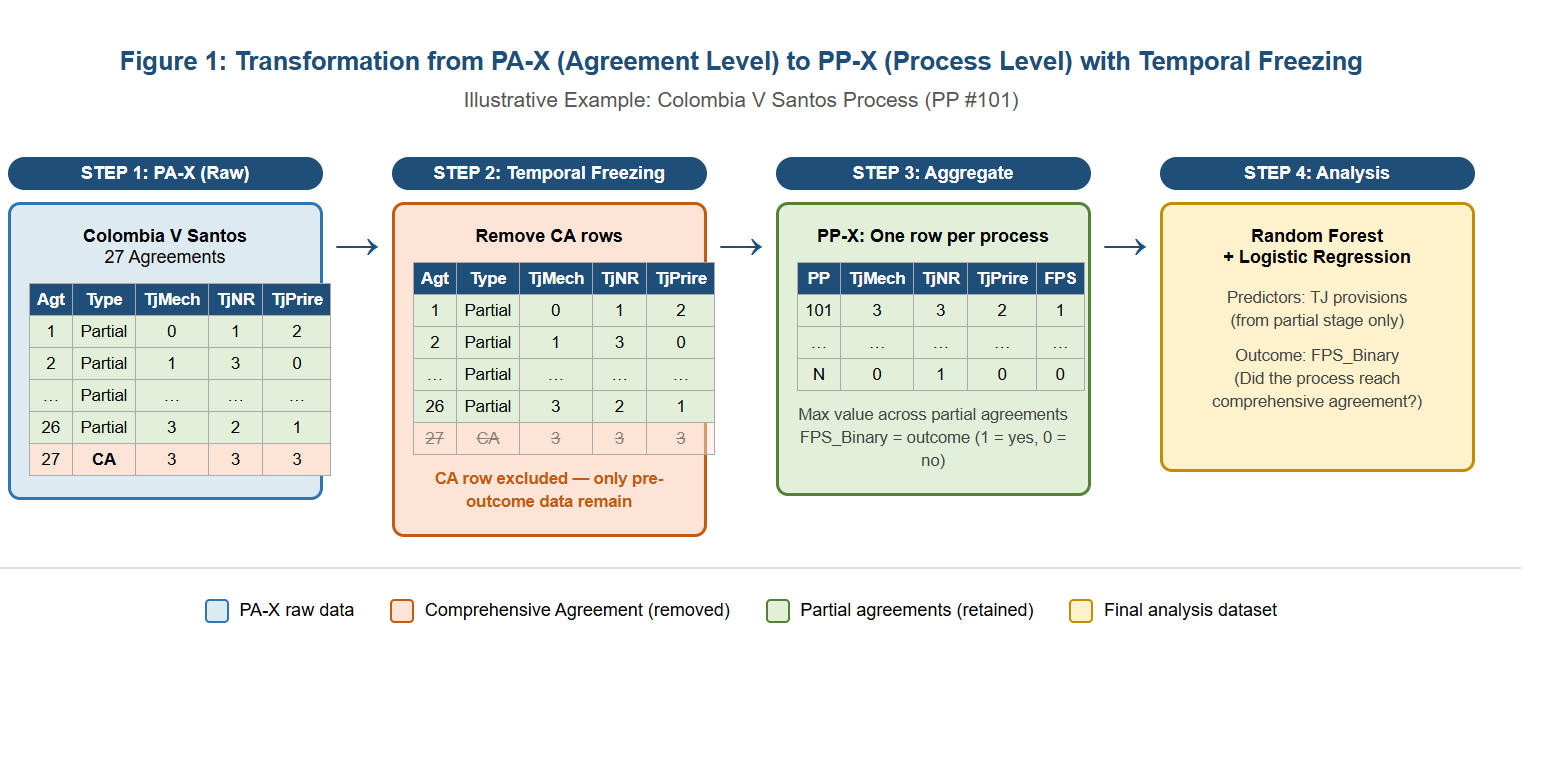 Figure 1: Transformation from PA-X (Agreement Level) to PP-X (Process Level) with Temporal Freezing
Illustrative Example: Colombia V Santos Process (PP #101)
STEP 1: PA-X (Raw)
Colombia V Santos
27 Agreements
Agt Type TjMech TjNR TjPrire
1 Partial 0 1 2
2 Partial 1 3 0
… Partial … … …
26 Partial 3 2 1
27 CA 3 3 3
→
STEP 2: Temporal Freezing
Remove CA rows
Agt Type TjMech TjNR TjPrire
1 Partial 0 1 2
2 Partial 1 3 0
… Partial … … …
26 Partial 3 2 1
27 CA 3 3 3
CA row excluded — only pre-
outcome data remain
→
STEP 3: Aggregate
PP-X: One row per process
PP TjMech TjNR TjPrire FPS
101 3 3 2 1
… … … … …
N 0 1 0 0
Max value across partial agreements
FPS_Binary = outcome (1 = yes, 0 =
no)
→
STEP 4: Analysis
Random Forest
+ Logistic Regression
Predictors: TJ provisions
(from partial stage only)
Outcome: FPS_Binary
(Did the process reach
comprehensive agreement?)
PA-X raw data
Comprehensive Agreement (removed)
Partial agreements (retained)
Final analysis dataset